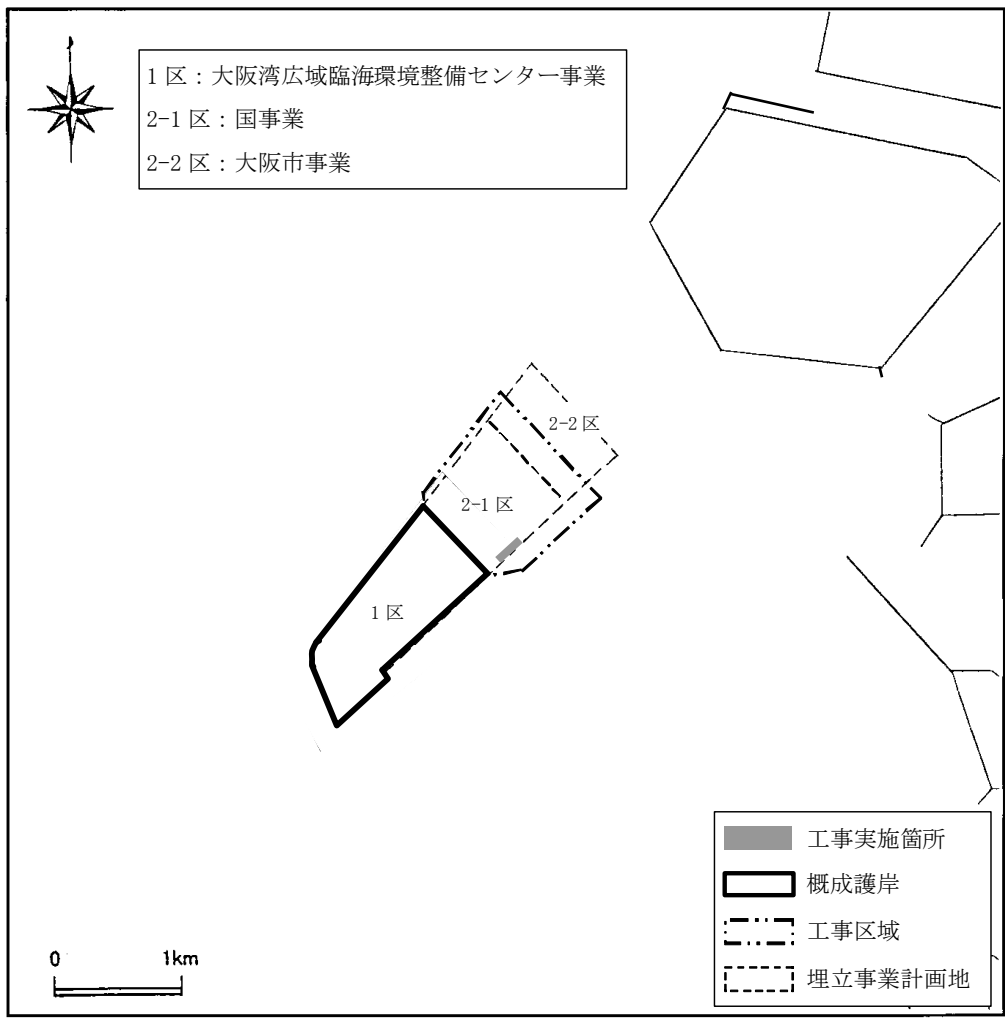 1 区：大阪湾広域臨海環境整備センター事業
2-1 区：国事業
2-2 区：大阪市事業
2-2 区
2-1 区
1 区
工事実施箇所
概成護岸
工事区域
埋立事業計画地
0 1km